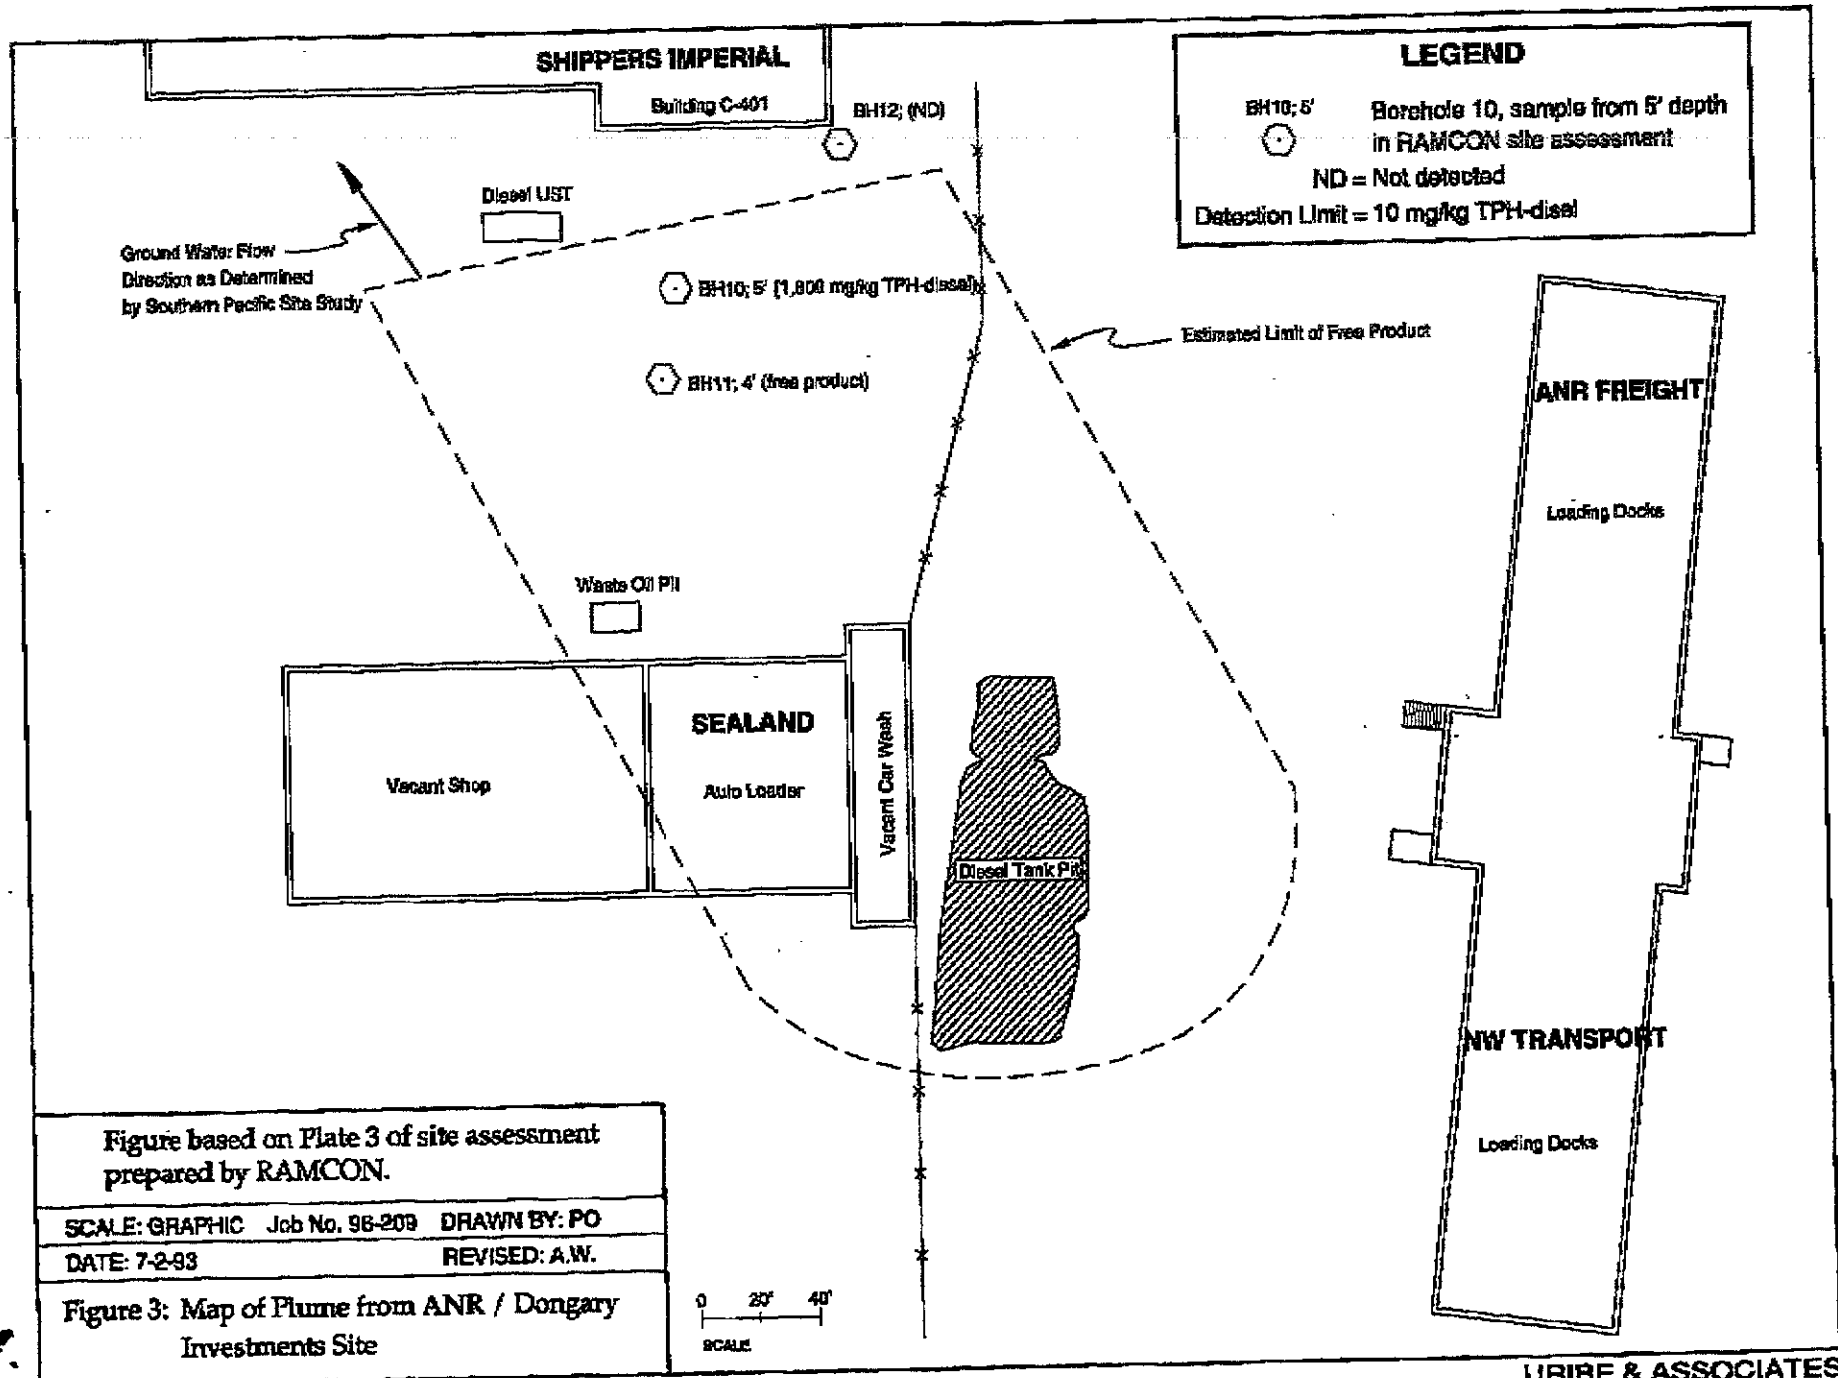 SHIPPERS IMPERIAL
Building C-401
BH12; (ND)
LEGEND
BH10; 5'
Borehole 10, sample from 5' depth
in RAMCON site assessment
ND = Not detected
Detection Limit = 10 mg/kg TPH-disel
Diesel UST
Ground Water Flow
Direction as Determined
by Southern Pacific Site Study
BH10; 5' [1,800 mg/kg TPH-diesel]
Estimated Limit of Free Product
BH11; 4' (free product)
ANR FREIGHT
Loading Docks
Waste Oil Pit
SEALAND
Vacant Shop
Auto Loader
Vacant Car Wash
Diesel Tank Pit
NW TRANSPORT
Loading Docks
Figure based on Plate 3 of site assessment
prepared by RAMCON.
SCALE: GRAPHIC Job No. 96-209 DRAWN BY: PO
DATE: 7-2-93 REVISED: A.W.
Figure 3: Map of Plume from ANR / Dongary
Investments Site
0 20' 40'
SCALE
URIBE & ASSOCIATES